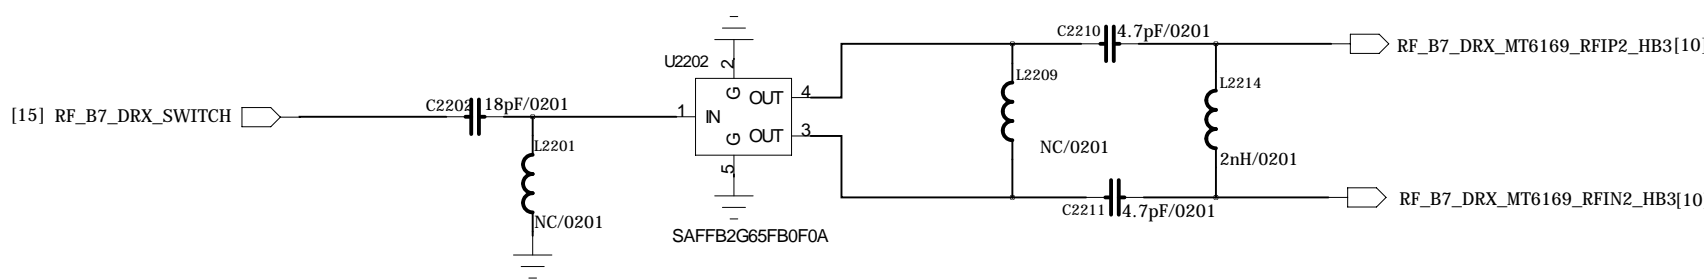 C2210 4.7pF/0201
RF_B7_DRX_MT6169_RFIP2_HB3[10]
U2202
2
L2209
L2214
G
OUT
4
[15] RF_B7_DRX_SWITCH
C2202 18pF/0201
1
IN
G
OUT
3
L2201
NC/0201
2nH/0201
5
RF_B7_DRX_MT6169_RFIN2_HB3[10
C2211 4.7pF/0201
NC/0201
SAFFB2G65FB0F0A